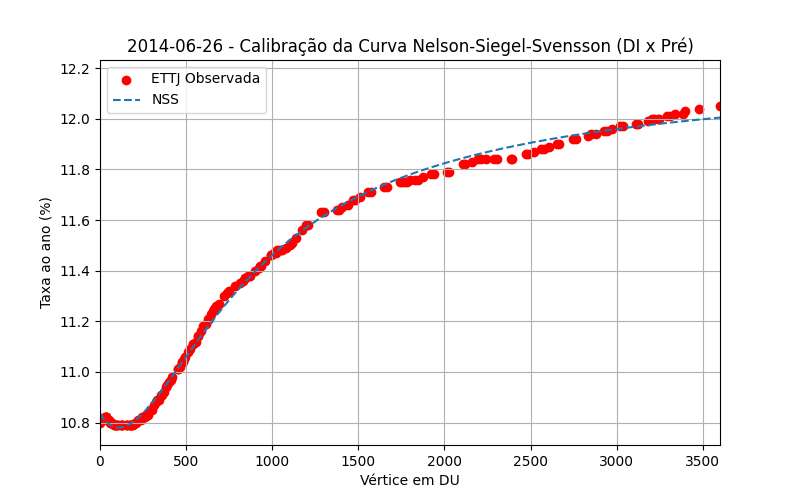 2014-06-26 - Calibração da Curva Nelson-Siegel-Svensson (DI x Pré)
ETTJ Observada
NSS
Taxa ao ano (%)
12.2
12.0
11.8
11.6
11.4
11.2
11.0
10.8
0 500 1000 1500 2000 2500 3000 3500
Vértice em DU